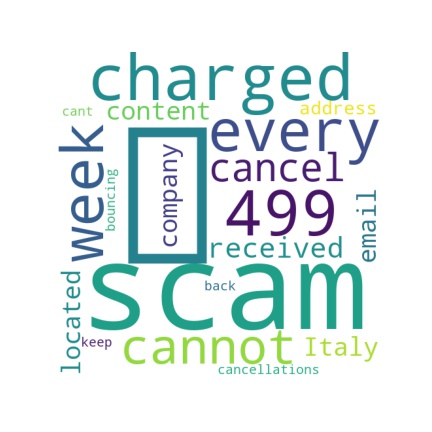 charged
cant content address
week every
bouncing company cancel
499
received email
scam
back
located keep cannot Italy
cancellations